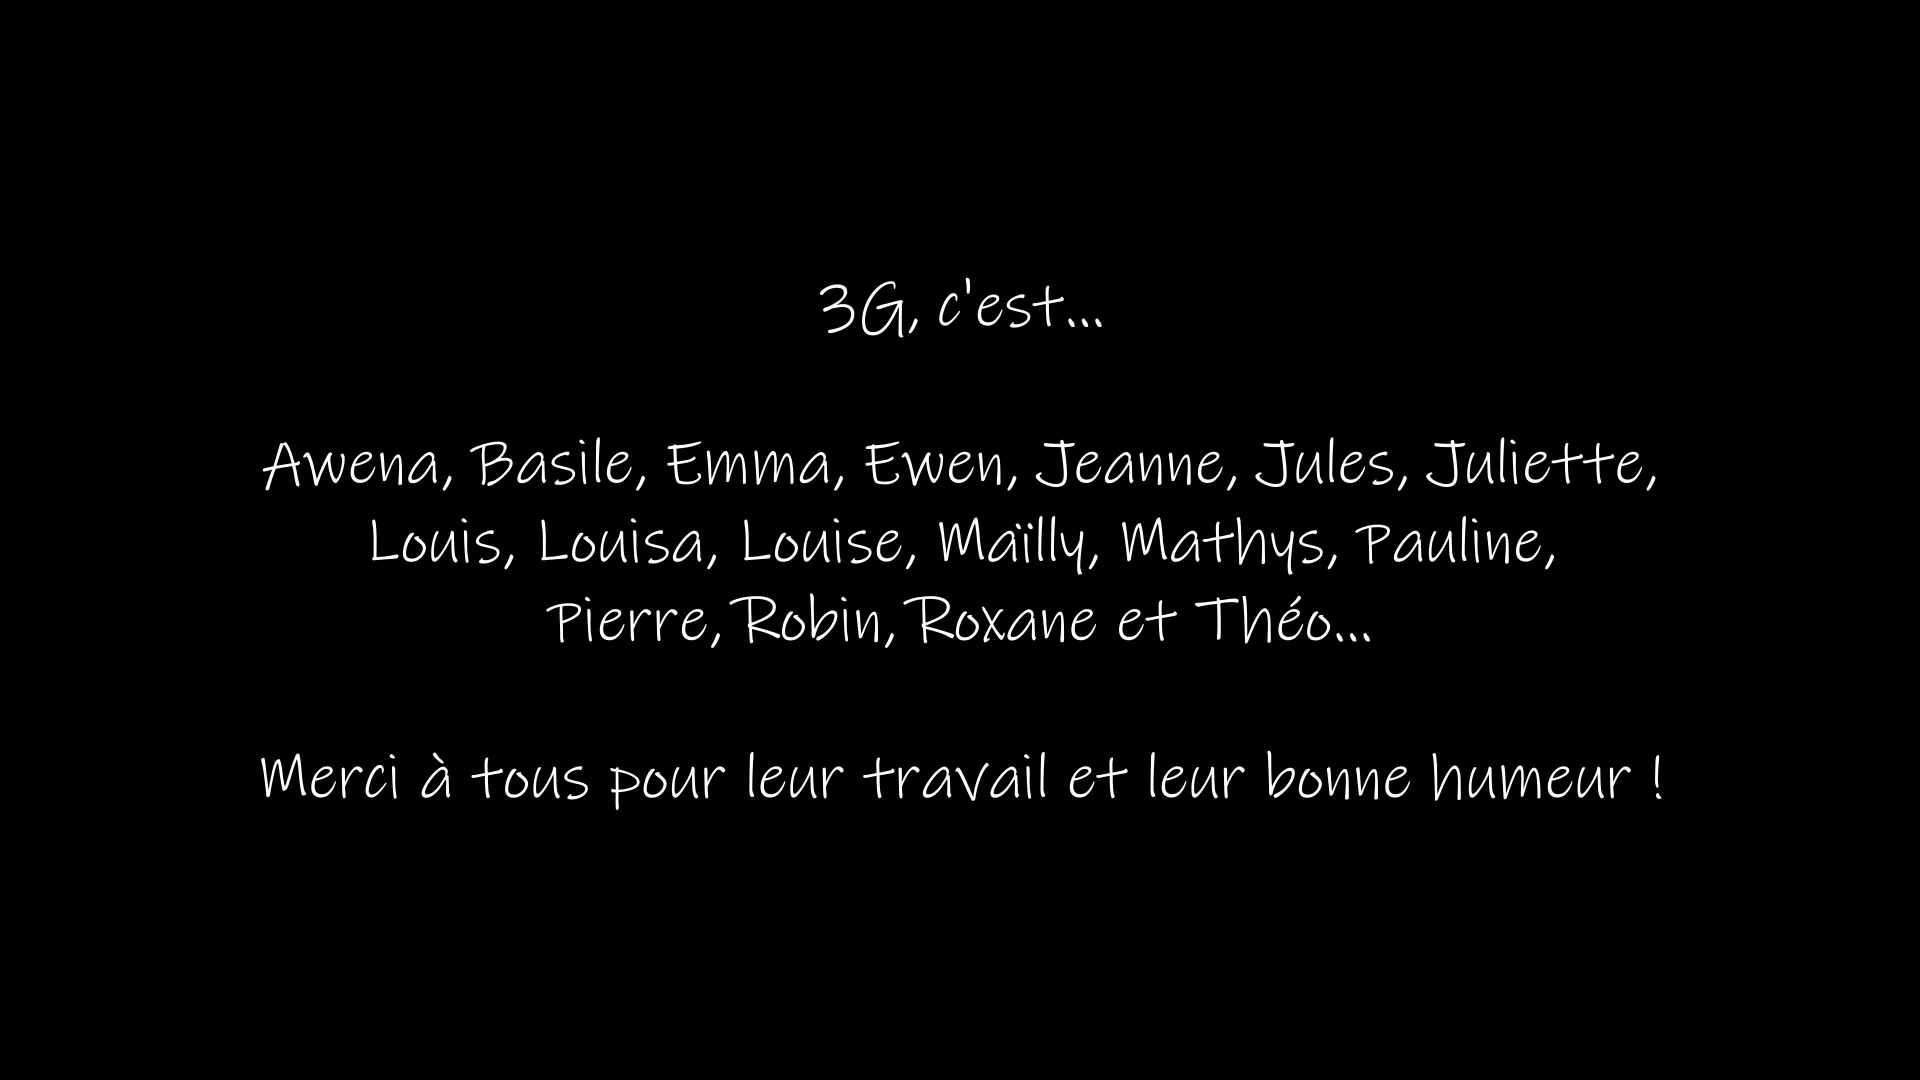 3G, c'est...
Awena, Basile, Emma, Ewen, Jeanne, Jules, Juliette,
Louis, Louisa, Louise, Maïlly, Mathys, Pauline,
Pierre, Robin, Roxane et Théo...
Merci à tous pour leur travail et leur bonne humeur !